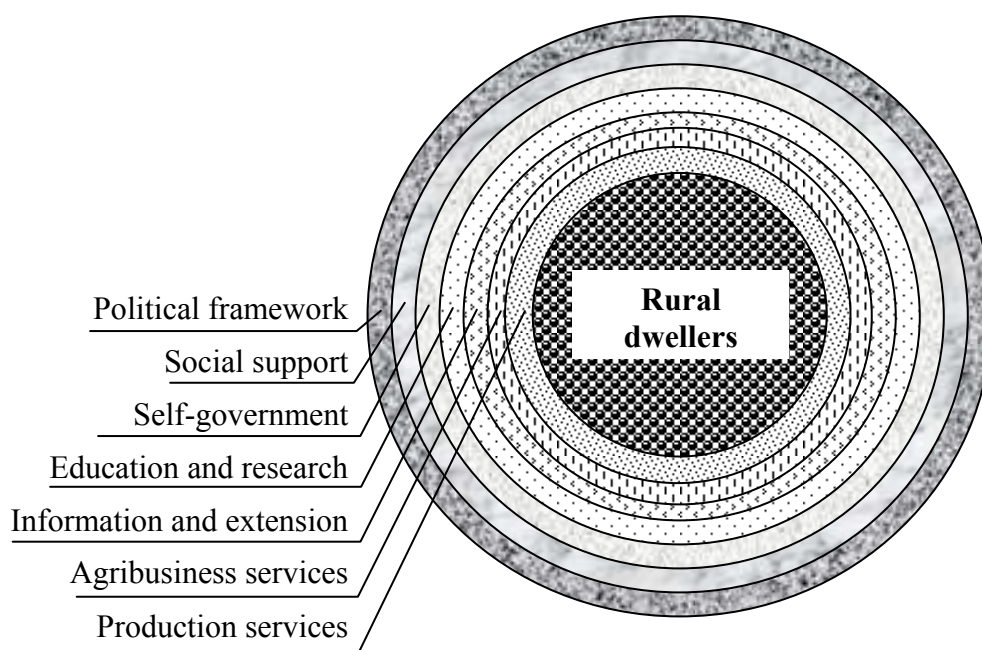 Political framework
Social support
Self-government
Education and research
Information and extension
Agribusiness services
Production services
Rural
dwellers